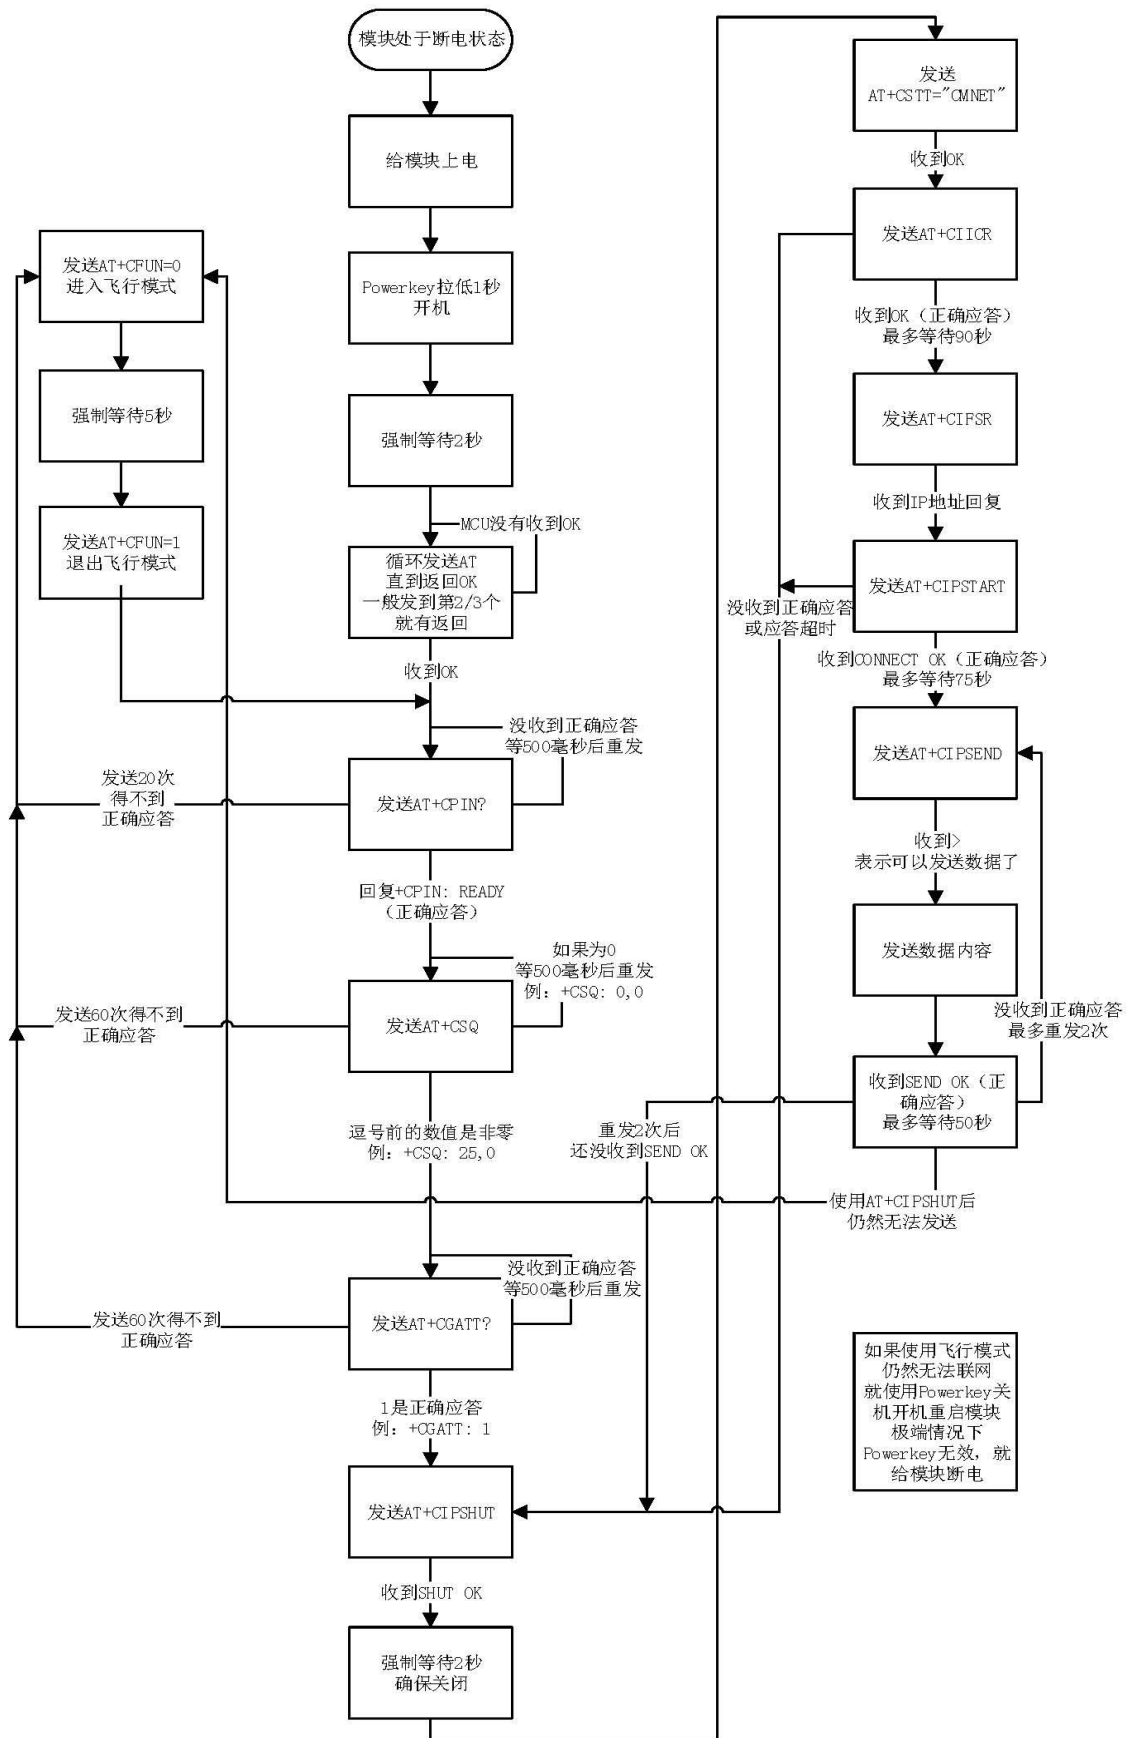 模块处于断电状态
给模块上电
Powerkey拉低1秒
开机
强制等待2秒
MCU没有收到OK
循环发送AT
直到返回OK
一般发到第2/3个
就有返回
收到OK
发送AT+CFUN=0
进入飞行模式
强制等待5秒
发送AT+CFUN=1
退出飞行模式
没收到正确应答
等500毫秒后重发
发送20次
得不到
正确应答
发送AT+CPIN?
回复+CPIN: READY
（正确应答）
如果为0
等500毫秒后重发
例：+CSQ: 0,0
发送60次得不到
正确应答
发送AT+CSQ
逗号前的数值是非零
例：+CSQ: 25,0
没收到正确应答
等500毫秒后重发
发送60次得不到
正确应答
发送AT+CGATT?
1是正确应答
例：+CGATT: 1
发送AT+CIPSHUT
收到SHUT OK
强制等待2秒
确保关闭
发送
AT+CSTT="CMNET"
收到OK
发送AT+CIICR
收到OK（正确应答）
最多等待90秒
发送AT+CIFSR
收到IP地址回复
发送AT+CIPSTART
没收到正确应答
或应答超时
收到CONNECT OK（正确应答）
最多等待75秒
发送AT+CIPSEND
收到>
表示可以发送数据了
发送数据内容
没收到正确应答
最多重发2次
收到SEND OK（正
确应答）
最多等待50秒
重发2次后
还没收到SEND OK
使用AT+CIPSHUT后
仍然无法发送
如果使用飞行模式
仍然无法联网
就使用Powerkey关
机开机重启模块
极端情况下
Powerkey无效，就
给模块断电